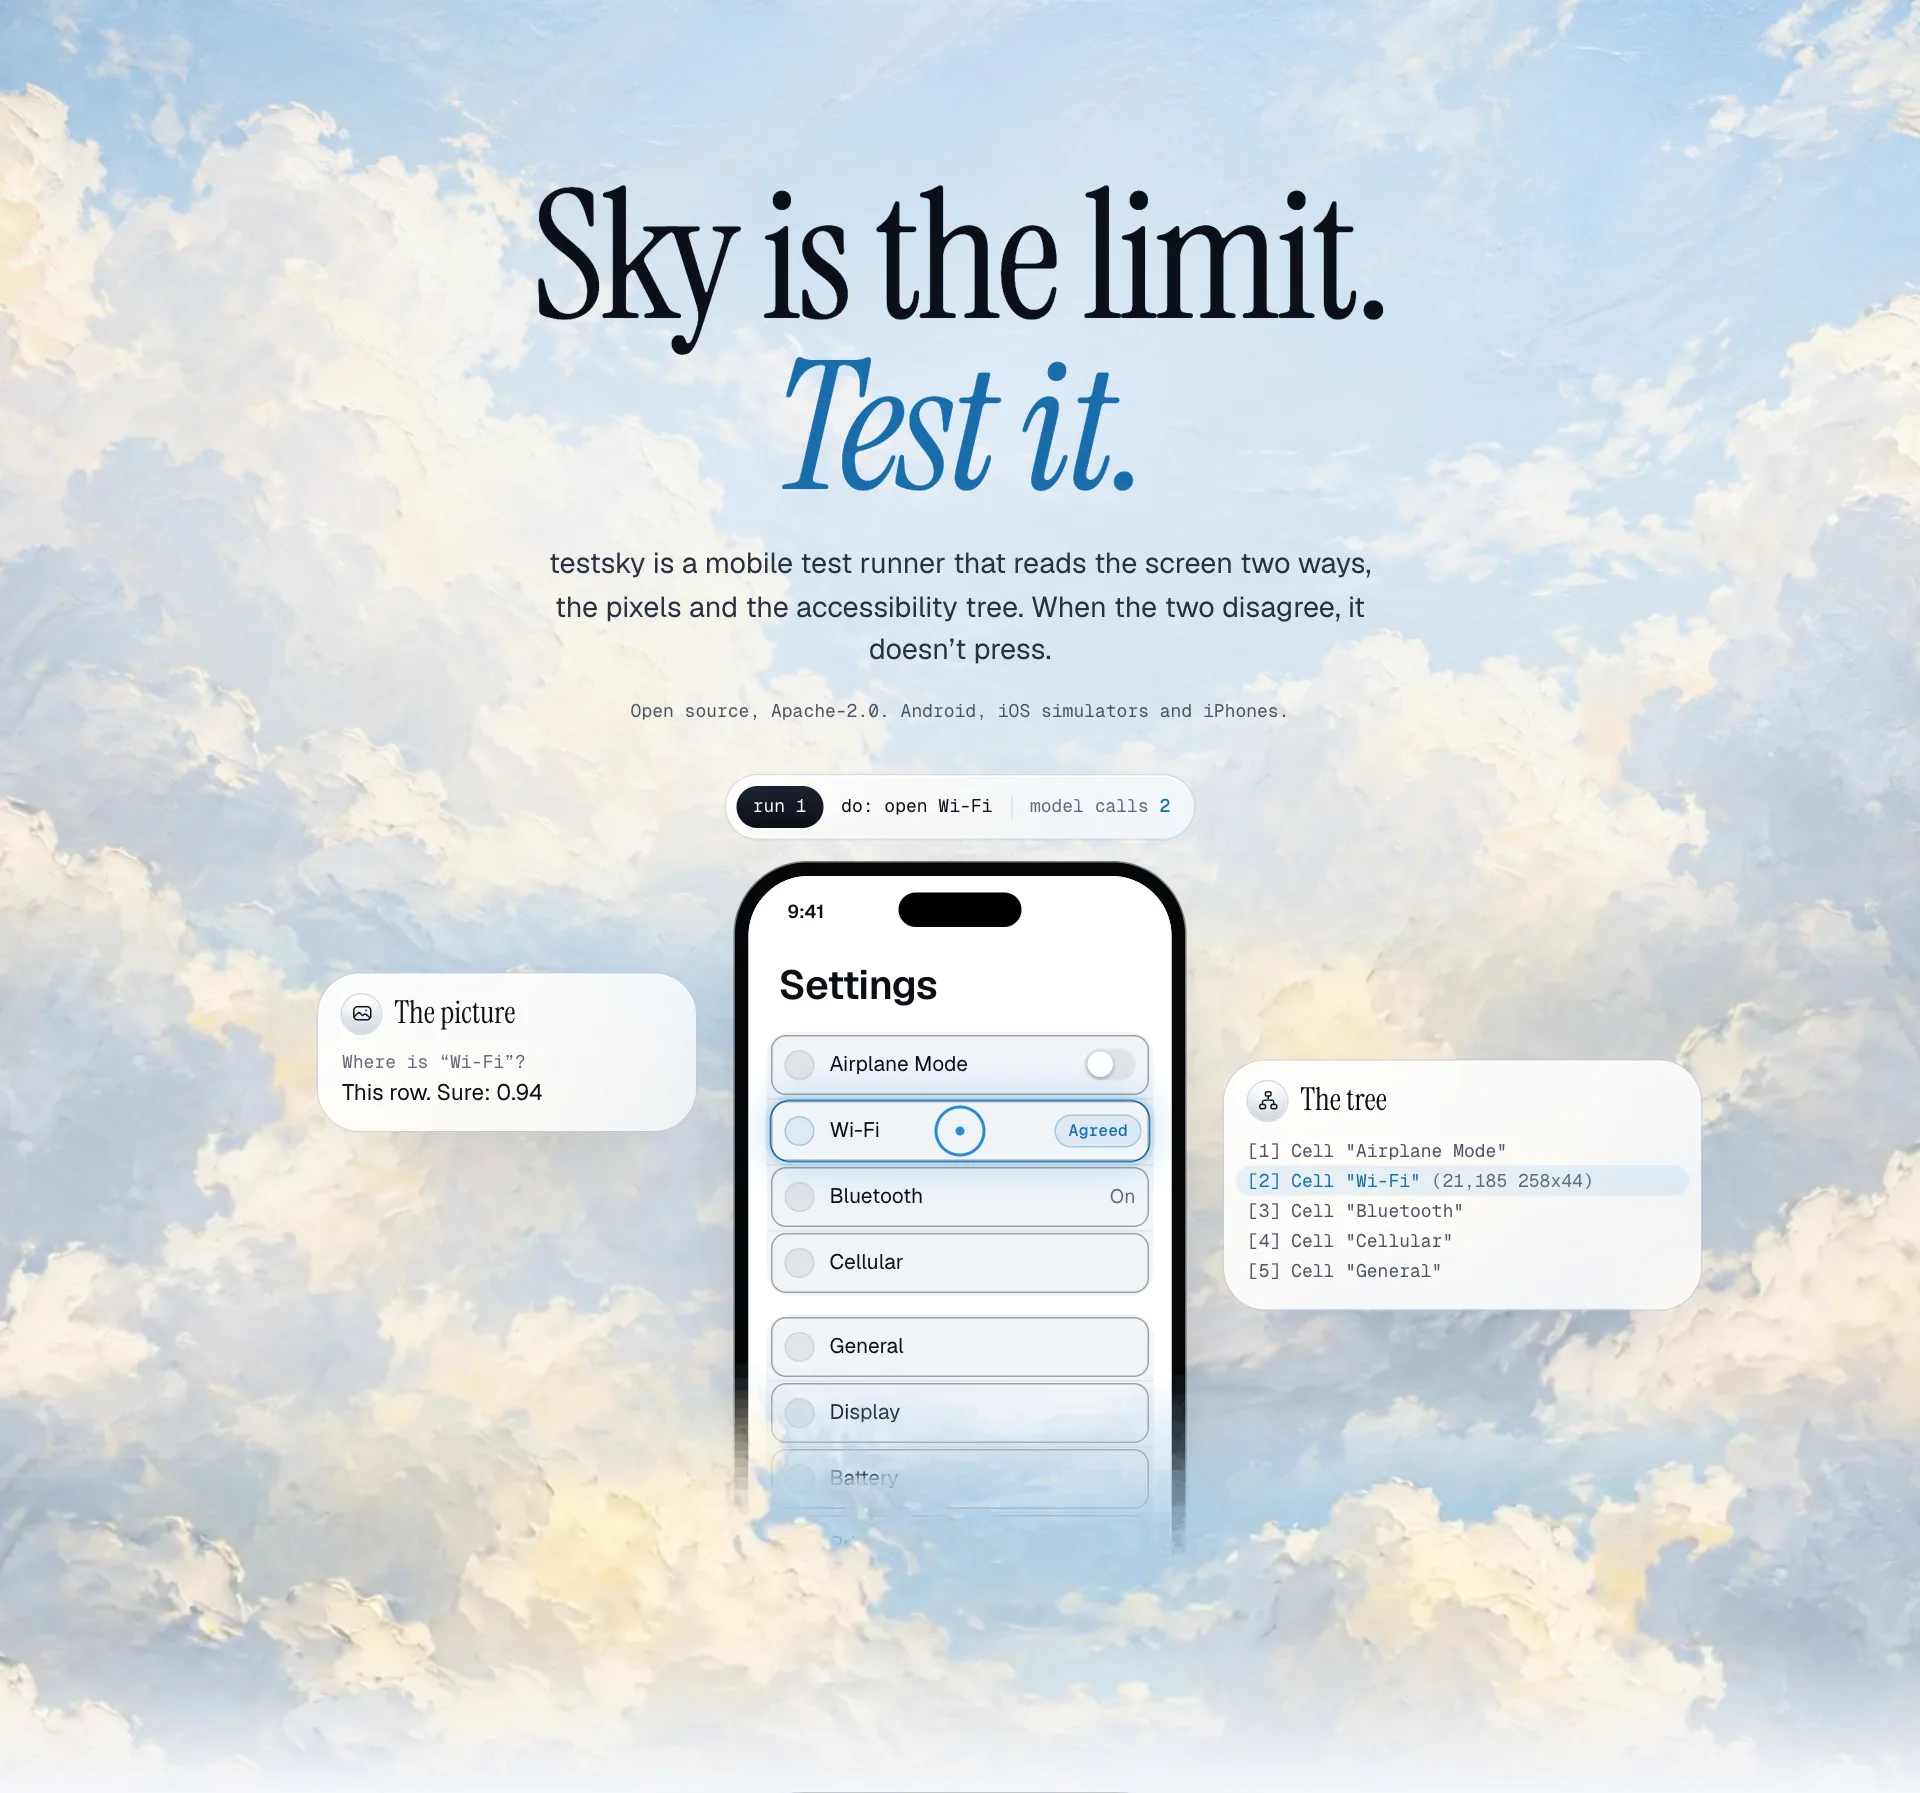 Sky is the limit.
Test it.
testsky is a mobile test runner that reads the screen two ways,
the pixels and the accessibility tree. When the two disagree, it
doesn’t press.
Open source, Apache-2.0. Android, iOS simulators and iPhones.
run 1 do: open Wi-Fi model calls 2
9:41
Settings
The picture
Where is “Wi-Fi”?
This row. Sure: 0.94
Airplane Mode
Wi-Fi Agreed
Bluetooth On
Cellular
General
Display
Battery
The tree
[1] Cell "Airplane Mode"
[2] Cell "Wi-Fi" (21,185 258x44)
[3] Cell "Bluetooth"
[4] Cell "Cellular"
[5] Cell "General"